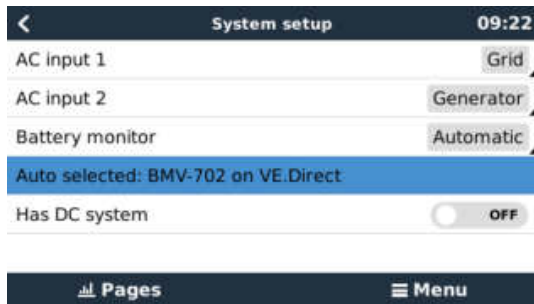 System setup 09:22
AC input 1 Grid
AC input 2 Generator
Battery monitor Automatic
Auto selected: BMV-702 on VE.Direct
Has DC system OFF
Pages Menu